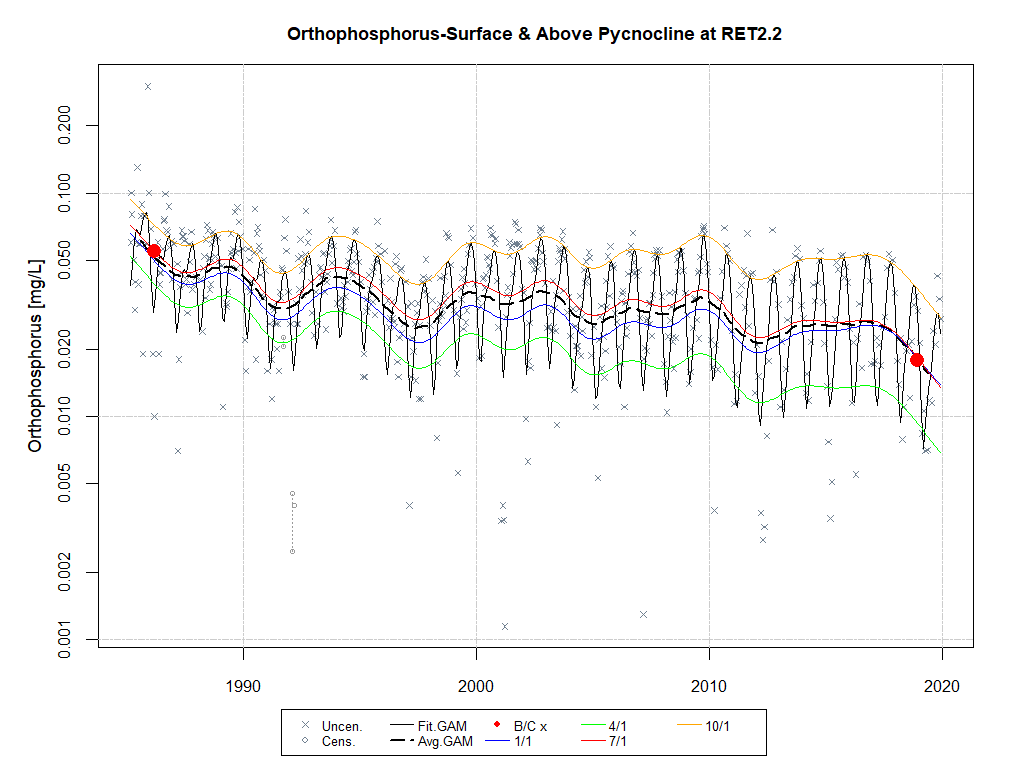 Orthophosphorus-Surface & Above Pycnocline at RET2.2
Orthophosphorus [mg/L]
0.200
0.100
0.050
0.020
0.010
0.005
0.002
0.001
1990 2000 2010 2020
Uncen. Fit.GAM B/C x 4/1 10/1
Cens. Avg.GAM 1/1 7/1